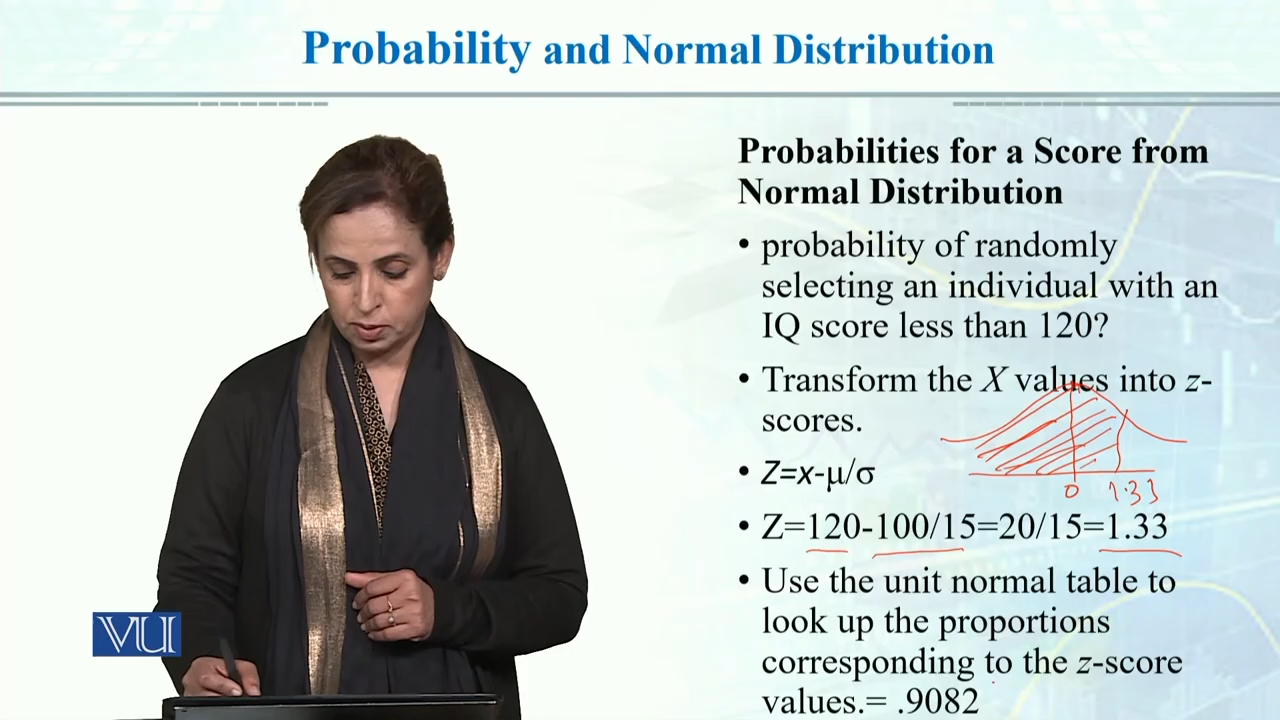 Probability and Normal Distribution
Probabilities for a Score from
Normal Distribution
• probability of randomly
selecting an individual with an
IQ score less than 120?
• Transform the X values into z-
scores.
• Z=x-μ/σ
0 1.33
• Z=120-100/15=20/15=1.33
• Use the unit normal table to
look up the proportions
corresponding to the z-score
values.= .9082
VU